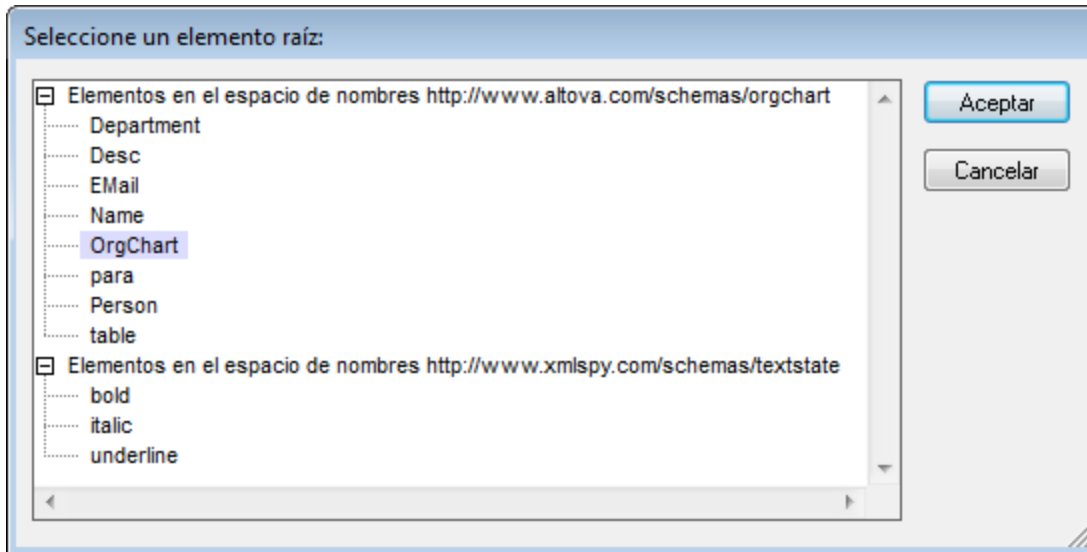 Seleccione un elemento raíz:
Elementos en el espacio de nombres http://www.altova.com/schemas/orgchart
Department
Desc
EMail
Name
OrgChart
para
Person
table
Elementos en el espacio de nombres http://www.xmlspy.com/schemas/textstate
bold
italic
underline
Aceptar
Cancelar